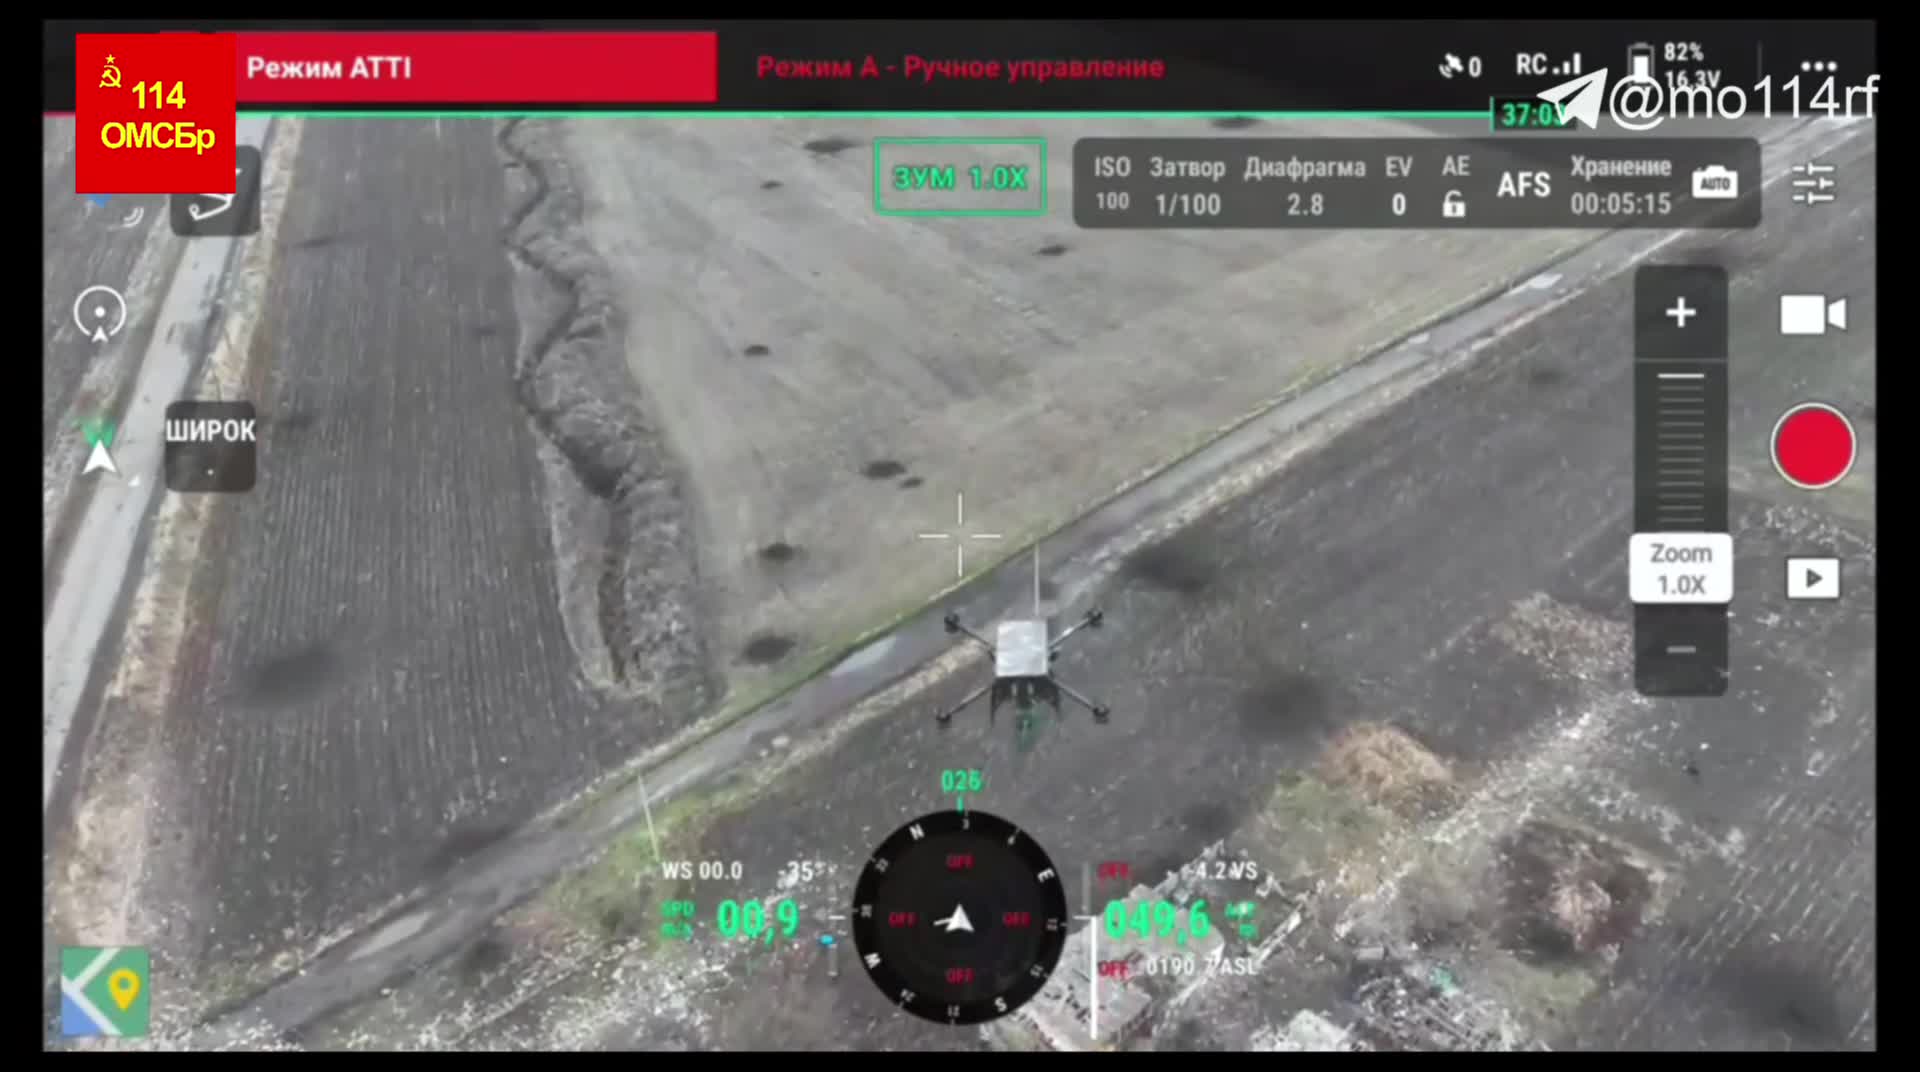 Режим ATTI
Режим А - Ручное управление
0
RC
82%
16.3V
114
ОМСБр
@mo114rf
37:0
ЗУМ 1.0X
ISO Затвор Диафрагма EV AE AFS Хранение AUTO
100 1/100 2.8 0 00:05:15
+
ШИРОК
Zoom
1.0X
026
N
E
S
W
OFF
OFF OFF
OFF
WS 00.0 -35°
SPD 00,9
OFF -4.2 VS
049,6
OFF 0190.7 ASL